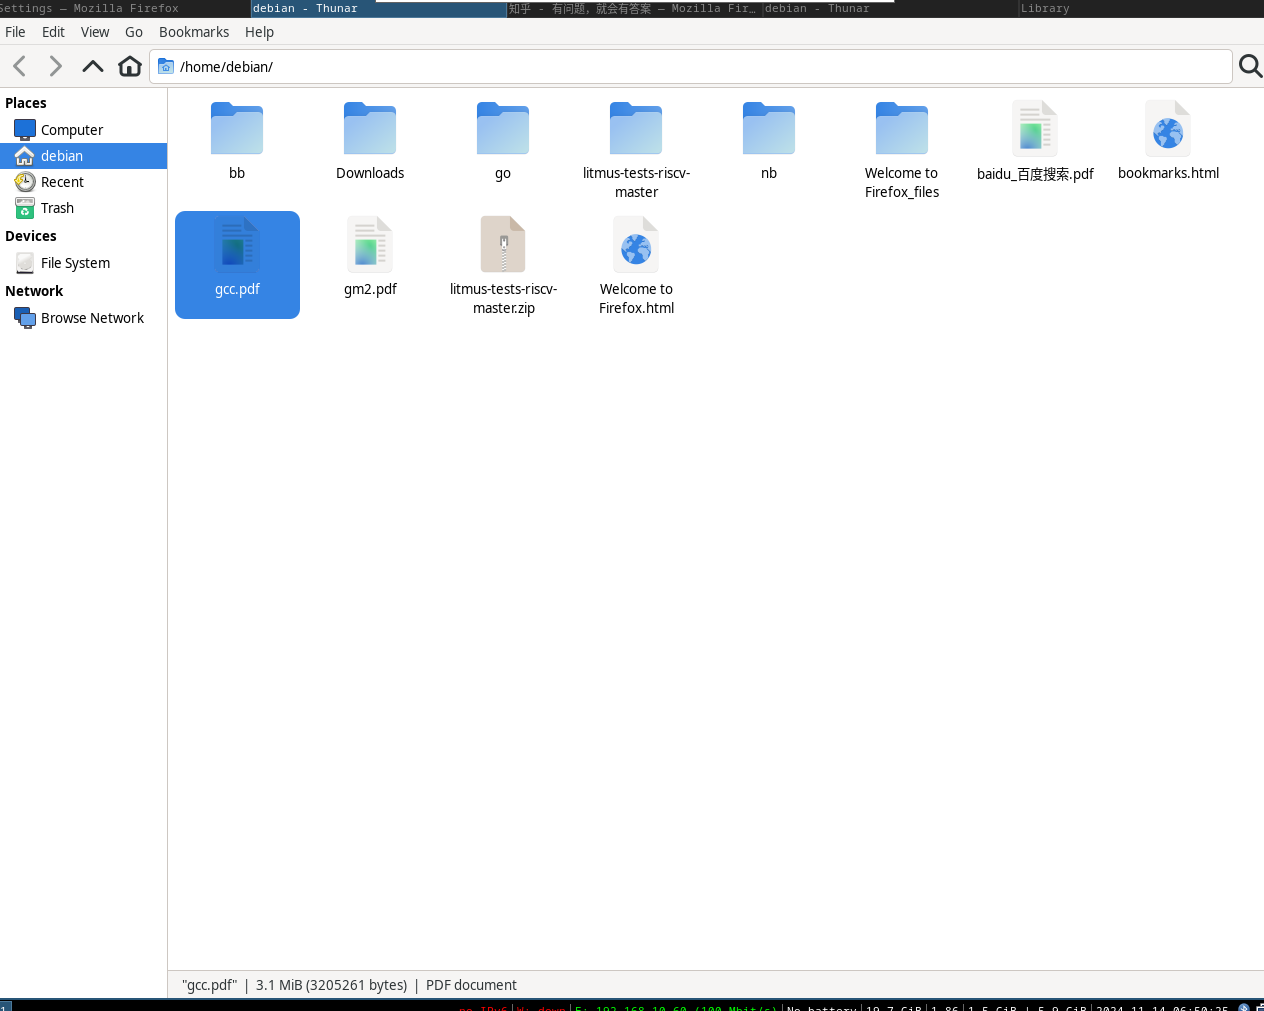 Settings — Mozilla Firefox
debian - Thunar
知乎 - 有问题，就会有答案 — Mozilla Fir…
debian - Thunar
Library
File Edit View Go Bookmarks Help
/home/debian/
Places
Computer
debian
Recent
Trash
Devices
File System
Network
Browse Network
bb
Downloads
go
litmus-tests-riscv-
master
nb
Welcome to
Firefox_files
baidu_百度搜索.pdf
bookmarks.html
gcc.pdf
gm2.pdf
litmus-tests-riscv-
master.zip
Welcome to
Firefox.html
"gcc.pdf" | 3.1 MiB (3205261 bytes) | PDF document
1
no IPv6|W: down|E: 192.168.10.60 (100 Mbit/s)|No battery|19.7 GiB|1.86|1.5 GiB | 5.9 GiB|2024-11-14 06:50:25